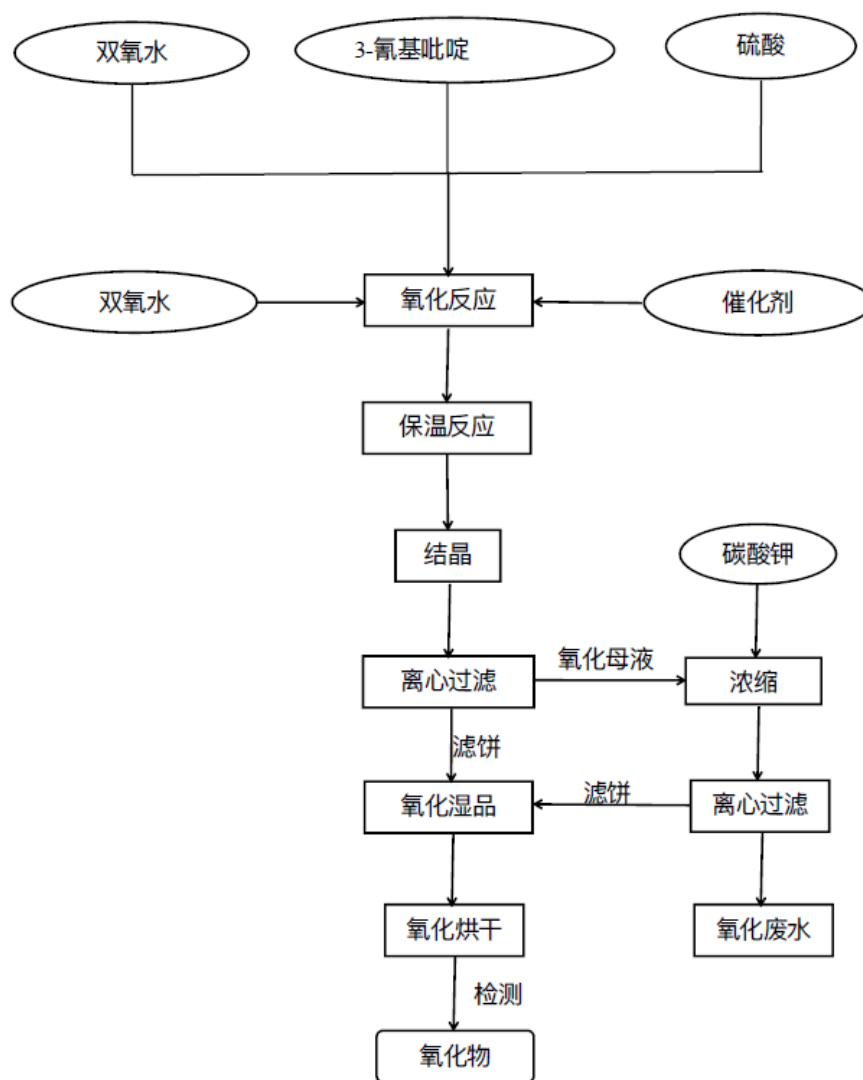 双氧水
3-氰基吡啶
硫酸
双氧水
氧化反应
催化剂
保温反应
结晶
碳酸钾
离心过滤
氧化母液
浓缩
滤饼
氧化湿品
滤饼
离心过滤
氧化烘干
氧化废水
检测
氧化物